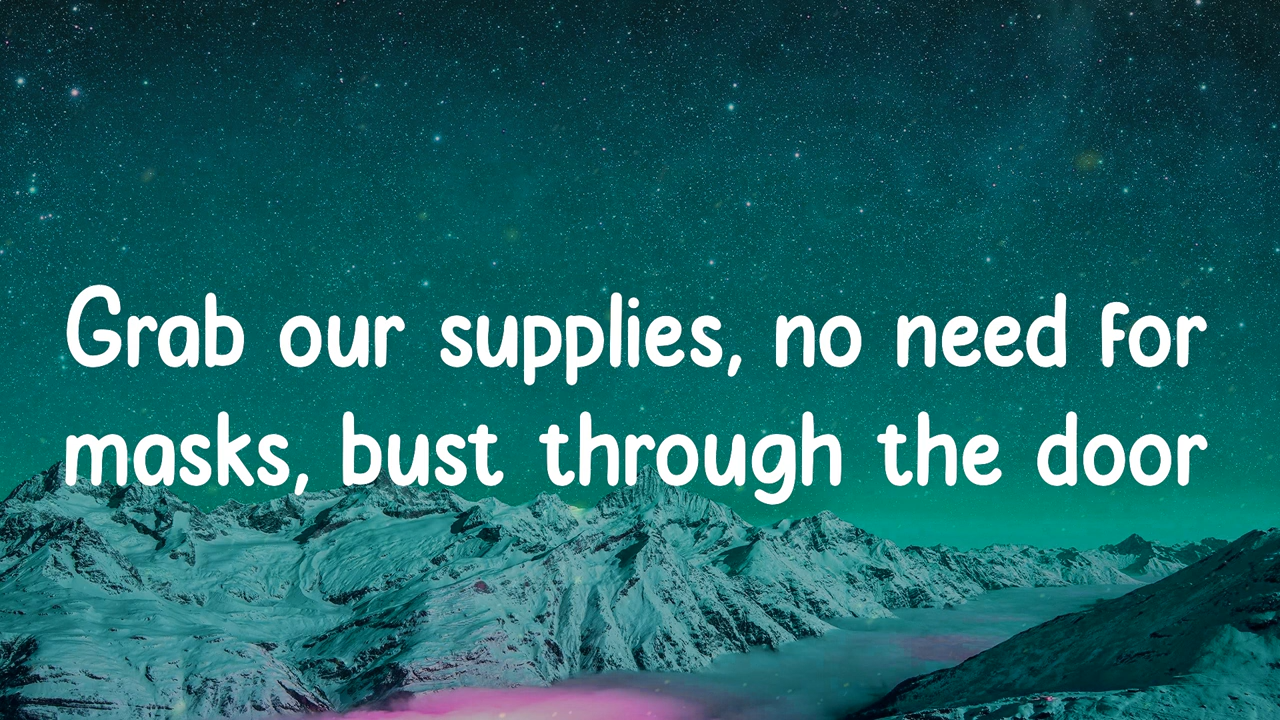 Grab our supplies, no need for
masks, bust through the door